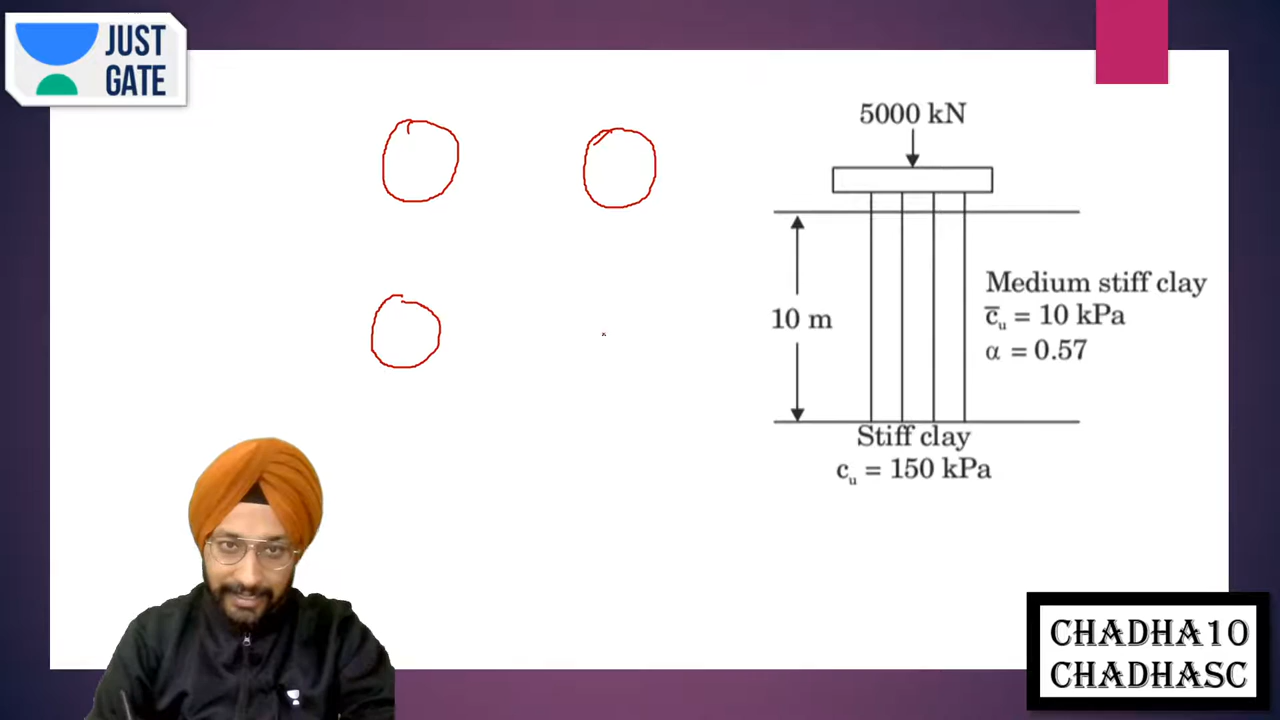 JUST
GATE
5000 kN
10 m
Medium stiff clay
c̅ᵤ = 10 kPa
α = 0.57
Stiff clay
cᵤ = 150 kPa
CHADHA10
CHADHASC